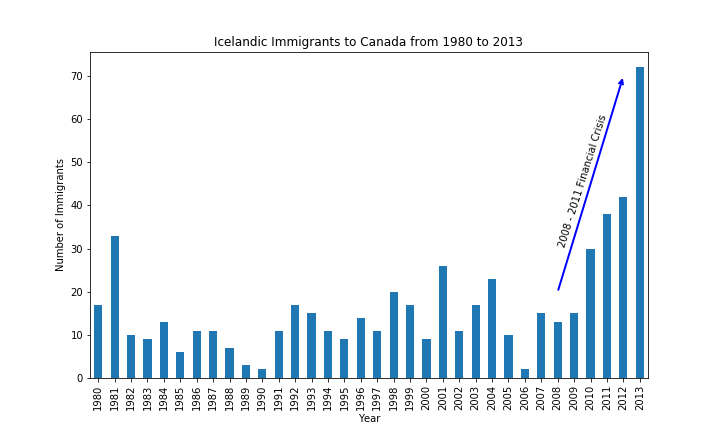 Icelandic Immigrants to Canada from 1980 to 2013
Number of Immigrants
70
60
50
40
30
20
10
0
2008 - 2011 Financial Crisis
1980 1981 1982 1983 1984 1985 1986 1987 1988 1989 1990 1991 1992 1993 1994 1995 1996 1997 1998 1999 2000 2001 2002 2003 2004 2005 2006 2007 2008 2009 2010 2011 2012 2013
Year